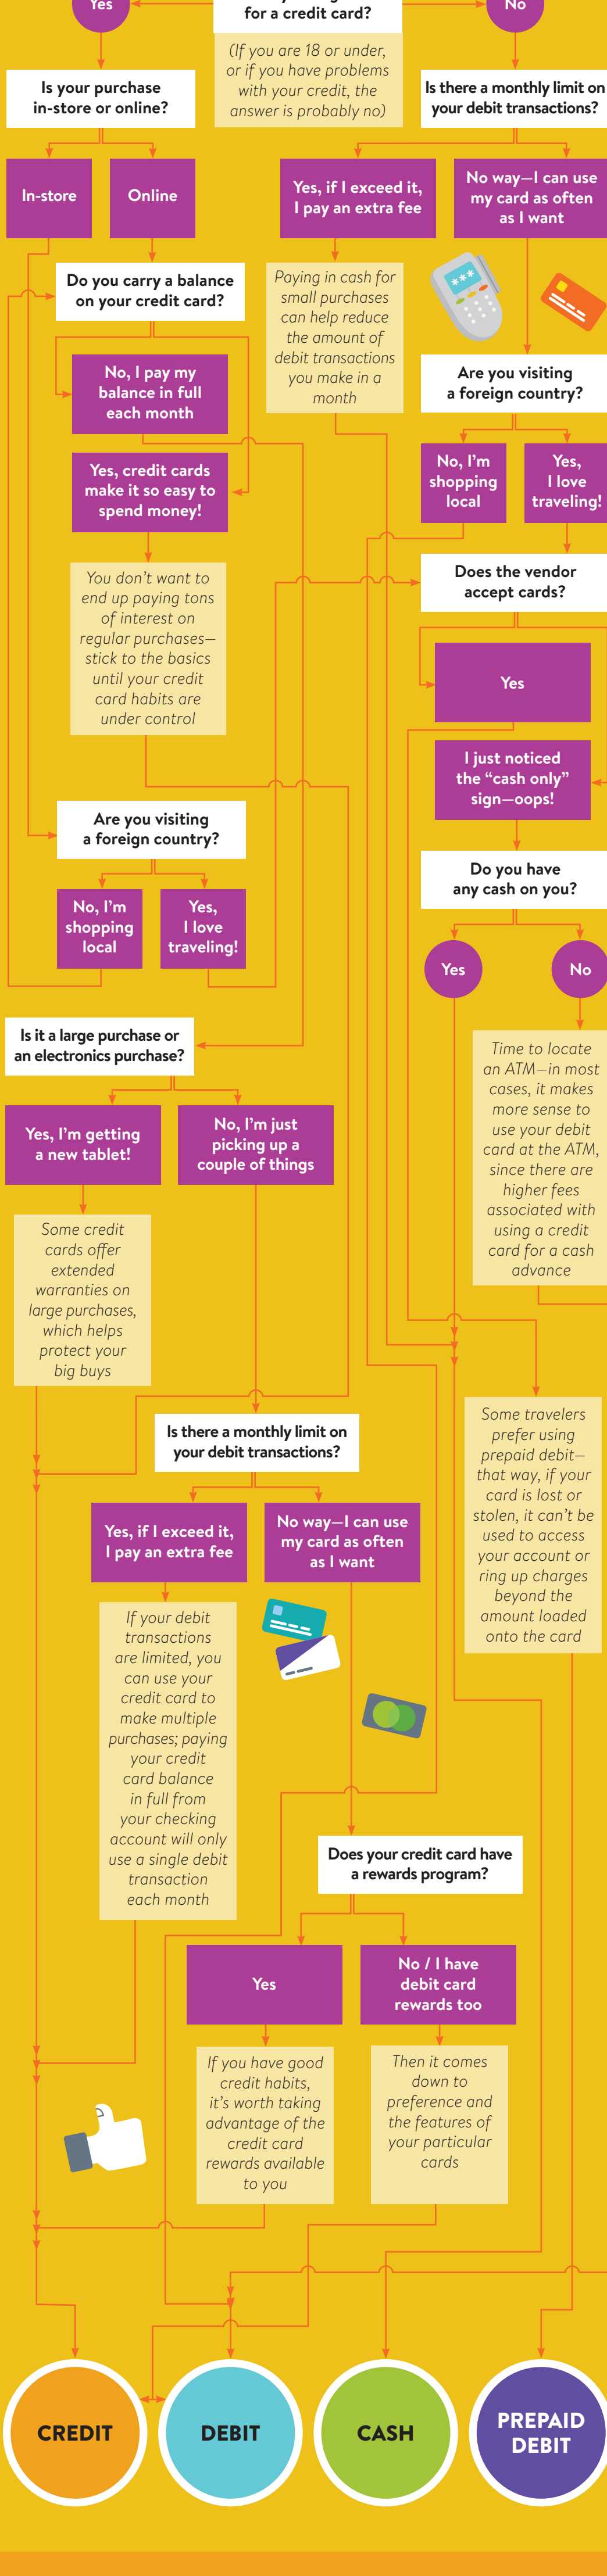 Yes
for a credit card?
No
(If you are 18 or under,
or if you have problems
with your credit, the
answer is probably no)
Is your purchase
in-store or online?
Is there a monthly limit on
your debit transactions?
In-store
Online
Yes, if I exceed it,
I pay an extra fee
No way—I can use
my card as often
as I want
Do you carry a balance
on your credit card?
Paying in cash for
small purchases
can help reduce
the amount of
debit transactions
you make in a
month
***
No, I pay my
balance in full
each month
Are you visiting
a foreign country?
Yes, credit cards
make it so easy to
spend money!
No, I'm
shopping
local
Yes,
I love
traveling!
You don't want to
end up paying tons
of interest on
regular purchases—
stick to the basics
until your credit
card habits are
under control
Does the vendor
accept cards?
Yes
I just noticed
the “cash only”
sign—oops!
Are you visiting
a foreign country?
Do you have
any cash on you?
No, I'm
shopping
local
Yes,
I love
traveling!
Yes
No
Is it a large purchase or
an electronics purchase?
Time to locate
an ATM—in most
cases, it makes
more sense to
use your debit
card at the ATM,
since there are
higher fees
associated with
using a credit
card for a cash
advance
Yes, I'm getting
a new tablet!
No, I'm just
picking up a
couple of things
Some credit
cards offer
extended
warranties on
large purchases,
which helps
protect your
big buys
Is there a monthly limit on
your debit transactions?
Some travelers
prefer using
prepaid debit—
that way, if your
card is lost or
stolen, it can't be
used to access
your account or
ring up charges
beyond the
amount loaded
onto the card
Yes, if I exceed it,
I pay an extra fee
No way—I can use
my card as often
as I want
If your debit
transactions
are limited, you
can use your
credit card to
make multiple
purchases; paying
your credit
card balance
in full from
your checking
account will only
use a single debit
transaction
each month
Does your credit card have
a rewards program?
Yes
No / I have
debit card
rewards too
If you have good
credit habits,
it's worth taking
advantage of the
credit card
rewards available
to you
Then it comes
down to
preference and
the features of
your particular
cards
CREDIT
DEBIT
CASH
PREPAID
DEBIT